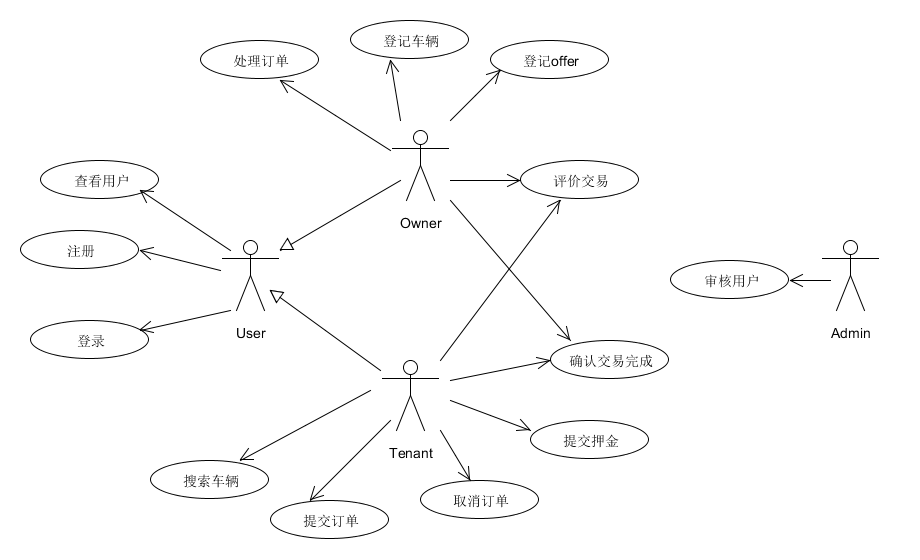 登记车辆
处理订单
登记offer
查看用户
评价交易
Owner
注册
审核用户
User
Admin
登录
确认交易完成
提交押金
Tenant
搜索车辆
取消订单
提交订单